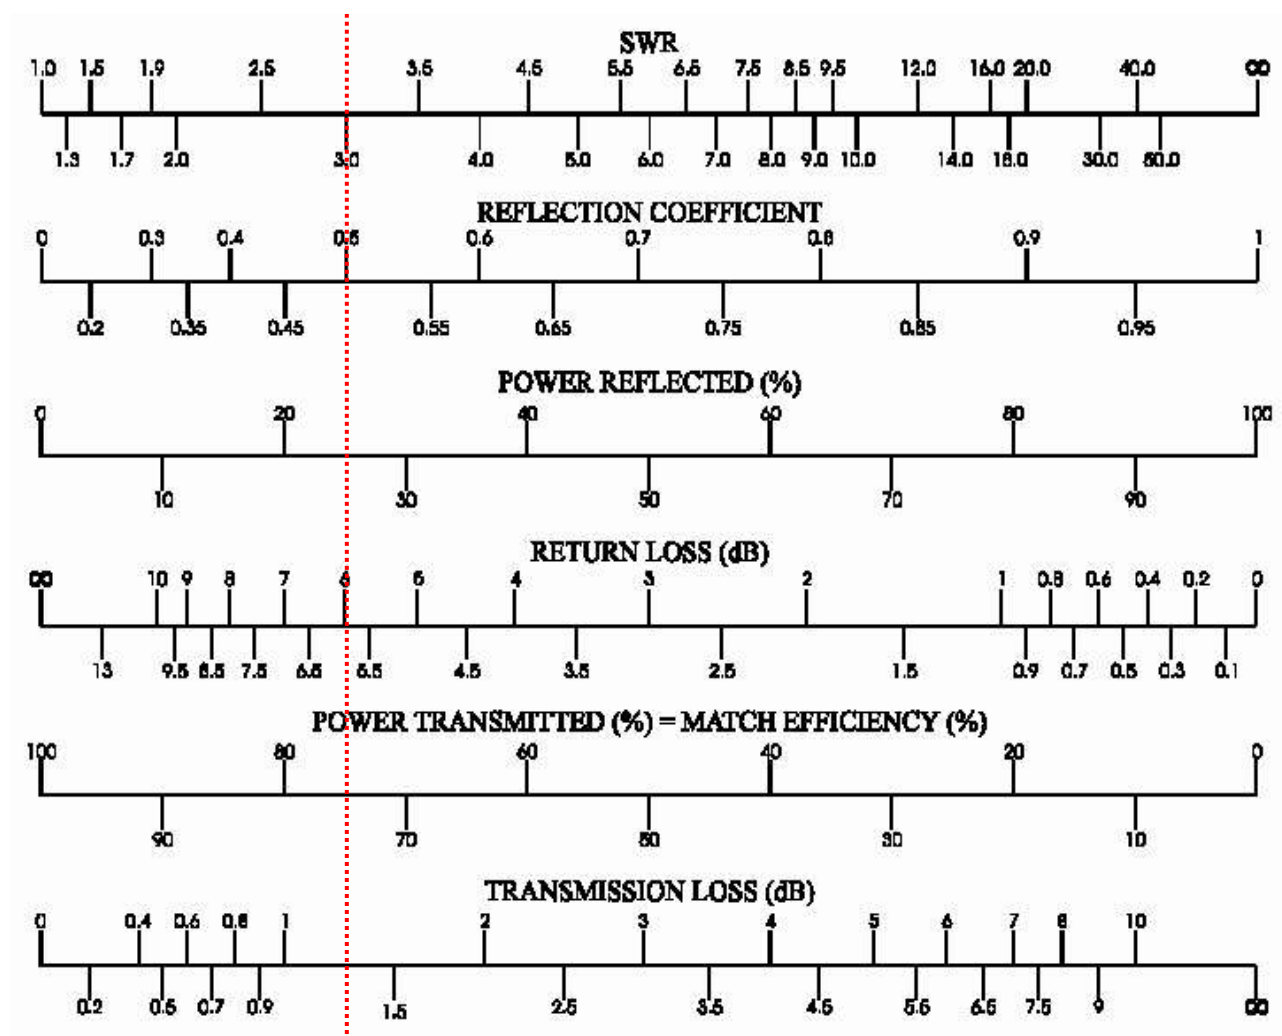 SWR
1.0 1.5 1.9 2.5 3.5 4.5 5.5 6.5 7.5 8.5 9.5 12.0 16.0 20.0 40.0 ∞
1.3 1.7 2.0 3.0 4.0 5.0 6.0 7.0 8.0 9.0 10.0 14.0 18.0 30.0 50.0
REFLECTION COEFFICIENT
0 0.3 0.4 0.5 0.6 0.7 0.8 0.9 1
0.2 0.35 0.45 0.55 0.65 0.75 0.85 0.95
POWER REFLECTED (%)
0 20 40 60 80 100
10 30 50 70 90
RETURN LOSS (dB)
∞ 10 9 8 7 6 5 4 3 2 1 0.8 0.6 0.4 0.2 0
13 9.5 8.5 7.5 6.5 5.5 4.5 3.5 2.5 1.5 0.9 0.7 0.5 0.3 0.1
POWER TRANSMITTED (%) = MATCH EFFICIENCY (%)
100 80 60 40 20 0
90 70 50 30 10
TRANSMISSION LOSS (dB)
0 0.4 0.6 0.8 1 2 3 4 5 6 7 8 10
0.2 0.5 0.7 0.9 1.5 2.5 3.5 4.5 5.5 6.5 7.5 9 ∞